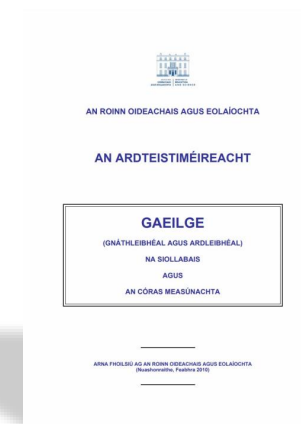 AN ROINN OIDEACHAIS AGUS EOLAÍOCHTA
AN ARDTEISTIMÉIREACHT
GAEILGE
(GNÁTHLEIBHÉAL AGUS ARDLEIBHÉAL)
NA SIOLLABAIS
AGUS
AN CÓRAS MEASÚNACHTA
ARNA FHOILSIÚ AG AN ROINN OIDEACHAIS AGUS EOLAÍOCHTA
(Nuashonraithe, Feabhra 2010)